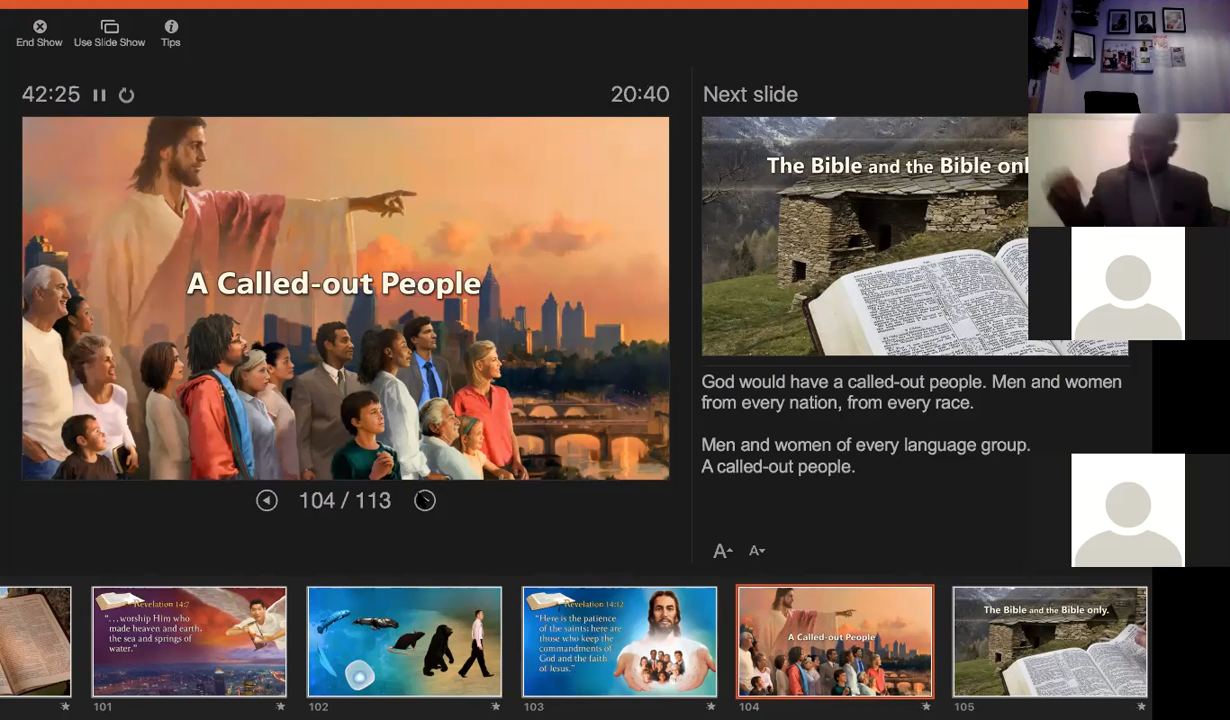 End Show
Use Slide Show
Tips
42:25
20:40
Next slide
A Called-out People
The Bible and the Bible onl
God would have a called-out people. Men and women
from every nation, from every race.
Men and women of every language group.
A called-out people.
104 / 113
A
A
Revelation 14:7
"...worship Him who
made heaven and earth,
the sea and springs of
water."
Revelation 14:12
"Here is the patience
of the saints; here are
those who keep the
commandments of
God and the faith
of Jesus."
A Called-out People
The Bible and the Bible only.
101
102
103
104
105